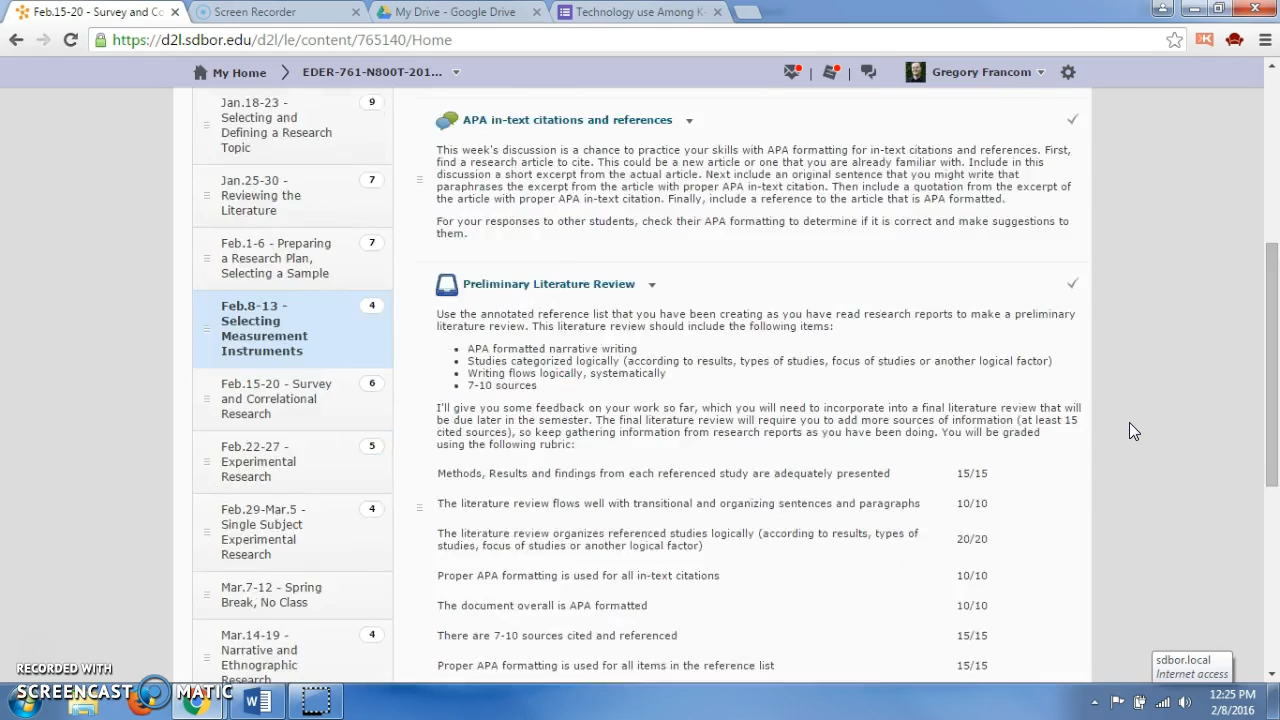 Feb.15-20 - Survey and Co
Screen Recorder
My Drive - Google Drive
Technology use Among K-
https://d2l.sdbor.edu/d2l/le/content/765140/Home
My Home
EDER-761-N800T-201...
Gregory Francom
Jan.18-23 -
Selecting and
Defining a Research
Topic
9
Jan.25-30 -
Reviewing the
Literature
7
Feb.1-6 - Preparing
a Research Plan,
Selecting a Sample
7
Feb.8-13 -
Selecting
Measurement
Instruments
4
Feb.15-20 - Survey
and Correlational
Research
6
Feb.22-27 -
Experimental
Research
5
Feb.29-Mar.5 -
Single Subject
Experimental
Research
4
Mar.7-12 - Spring
Break, No Class
Mar.14-19 -
Narrative and
Ethnographic
Research
4
APA in-text citations and references
This week's discussion is a chance to practice your skills with APA formatting for in-text citations and references. First,
find a research article to cite. This could be a new article or one that you are already familiar with. Include in this
discussion a short excerpt from the actual article. Next include an original sentence that you might write that
paraphrases the excerpt from the article with proper APA in-text citation. Then include a quotation from the excerpt of
the article with proper APA in-text citation. Finally, include a reference to the article that is APA formatted.
For your responses to other students, check their APA formatting to determine if it is correct and make suggestions to
them.
Preliminary Literature Review
Use the annotated reference list that you have been creating as you have read research reports to make a preliminary
literature review. This literature review should include the following items:
• APA formatted narrative writing
• Studies categorized logically (according to results, types of studies, focus of studies or another logical factor)
• Writing flows logically, systematically
• 7-10 sources
I'll give you some feedback on your work so far, which you will need to incorporate into a final literature review that will
be due later in the semester. The final literature review will require you to add more sources of information (at least 15
cited sources), so keep gathering information from research reports as you have been doing. You will be graded
using the following rubric:
Methods, Results and findings from each referenced study are adequately presented 15/15
The literature review flows well with transitional and organizing sentences and paragraphs 10/10
The literature review organizes referenced studies logically (according to results, types of
studies, focus of studies or another logical factor) 20/20
Proper APA formatting is used for all in-text citations 10/10
The document overall is APA formatted 10/10
There are 7-10 sources cited and referenced 15/15
Proper APA formatting is used for all items in the reference list 15/15
sdbor.local
Internet access
RECORDED WITH
SCREENCAST MATIC
12:25 PM
2/8/2016